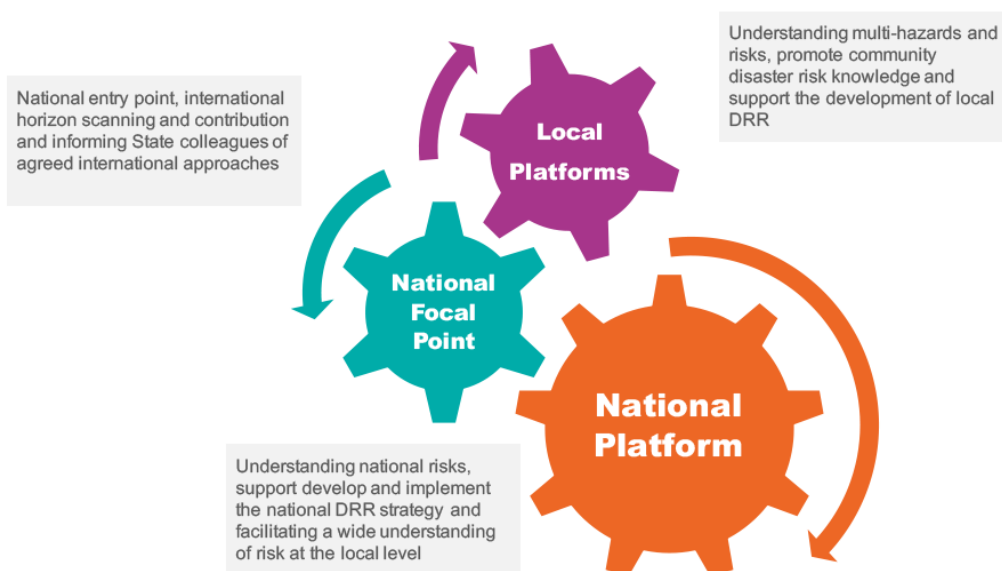 Understanding multi-hazards and
risks, promote community
disaster risk knowledge and
support the development of local
DRR
National entry point, international
horizon scanning and contribution
and informing State colleagues of
agreed international approaches
Local
Platforms
National
Focal
Point
National
Platform
Understanding national risks,
support develop and implement
the national DRR strategy and
facilitating a wide understanding
of risk at the local level